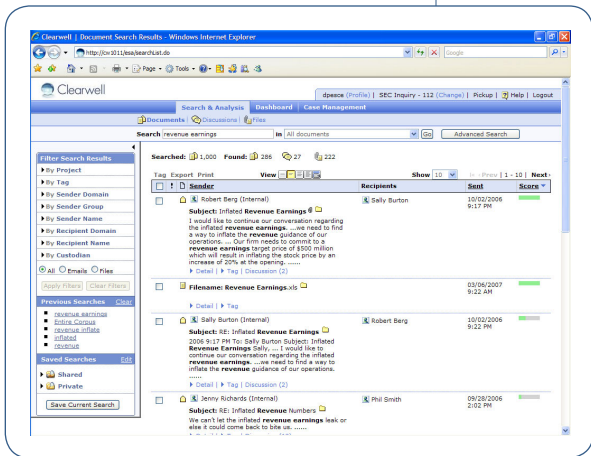 Clearwell | Document Search Results - Windows Internet Explorer
http://cw1011/esa/searchList.do
Google
Page
Tools
Clearwell
dpesce (Profile) | SEC Inquiry - 112 (Change) | Pickup | Help | Logout
Search & Analysis Dashboard Case Management
Documents | Discussions | Files
Search revenue earnings in All documents Go Advanced Search
Filter Search Results
By Project
By Tag
By Sender Domain
By Sender Group
By Sender Name
By Recipient Domain
By Recipient Name
By Custodian
All Emails Files
Apply Filters Clear Filters
Previous Searches Clear
revenue earnings
Entire Corpus
revenue inflate
inflated
revenue
Saved Searches Edit
Shared
Private
Save Current Search
Searched: 1,000 Found: 286 27 222
Tag Export Print View Show 10 Prev | 1 - 10 | Next
! Sender Recipients Sent Score
Robert Berg (Internal) Sally Burton 10/02/2006
9:17 PM
Subject: Inflated Revenue Earnings
I would like to continue our conversation regarding
the inflated revenue earnings. ...we need to find
a way to inflate the revenue guidance of our
operations. ... Our firm needs to commit to a
revenue earnings target price of $500 million
which will result in inflating the stock price by an
increase of 20% at the opening. ......
Detail | Tag | Discussion (2)
Filename: Revenue Earnings.xls 03/06/2007
9:22 AM
Detail | Tag
Sally Burton (Internal) Robert Berg 10/02/2006
9:22 PM
Subject: RE: Inflated Revenue Earnings
2006 9:17 PM To: Sally Burton Subject: Inflated
Revenue Earnings Sally, ... I would like to
continue our conversation regarding the inflated
revenue earnings. ...we need to find a way to
inflate the revenue guidance of our operations.
......
Detail | Tag | Discussion (2)
Jenny Richards (Internal) Phil Smith 09/28/2006
2:02 PM
Subject: RE: Inflated Revenue Numbers
We can't let the inflated revenue earnings leak or
else it could come back to bite us. ......